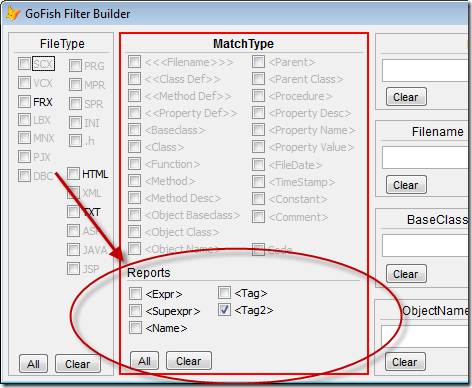 GoFish Filter Builder
FileType
SCX
VCX
FRX
LBX
MNX
PJX
DBC
PRG
MPR
SPR
INI
.h
HTML
XML
TXT
ASP
JAVA
JSP
All Clear
MatchType
<<<Filename>>>
<<Class Def>>
<<Method Def>>
<<Property Def>>
<Baseclass>
<Class>
<Function>
<Method>
<Method Desc>
<Object Baseclass>
<Object Class>
<Object Name>
<Parent>
<Parent Class>
<Procedure>
<Property Desc>
<Property Name>
<Property Value>
<FileDate>
<TimeStamp>
<Constant>
<Comment>
Code
Reports
<Expr>
<Supexpr>
<Name>
<Tag>
<Tag2>
All Clear
Clear
Filename
Clear
BaseClass
Clear
ObjectName
Clear